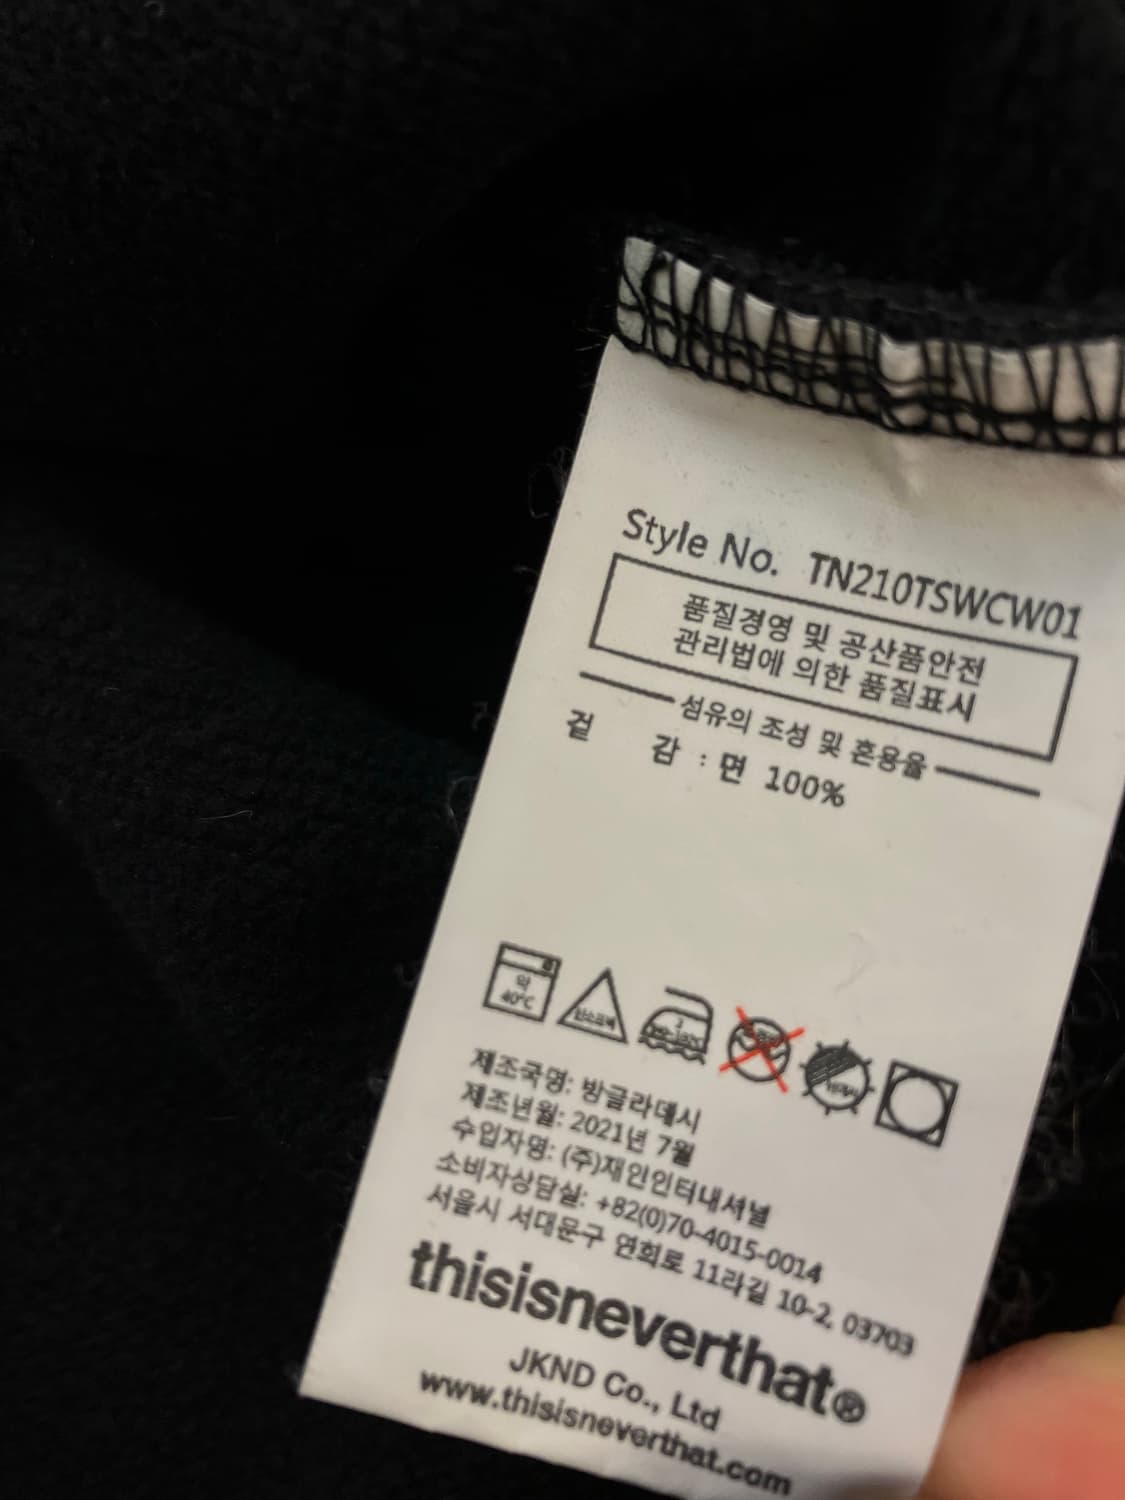 Style No. TN210TSWCW01
품질경영 및 공산품안전
관리법에 의한 품질표시
섬유의 조성 및 혼용율
겉 감 : 면 100%
약
40℃
제조국명: 방글라데시
제조년월: 2021년 7월
수입자명: (주)재인인터내셔널
소비자상담실: +82(0)70-4015-0014
서울시 서대문구 연희로 11라길 10-2, 03703
thisisneverthat®
JKND Co., Ltd
www.thisisneverthat.com